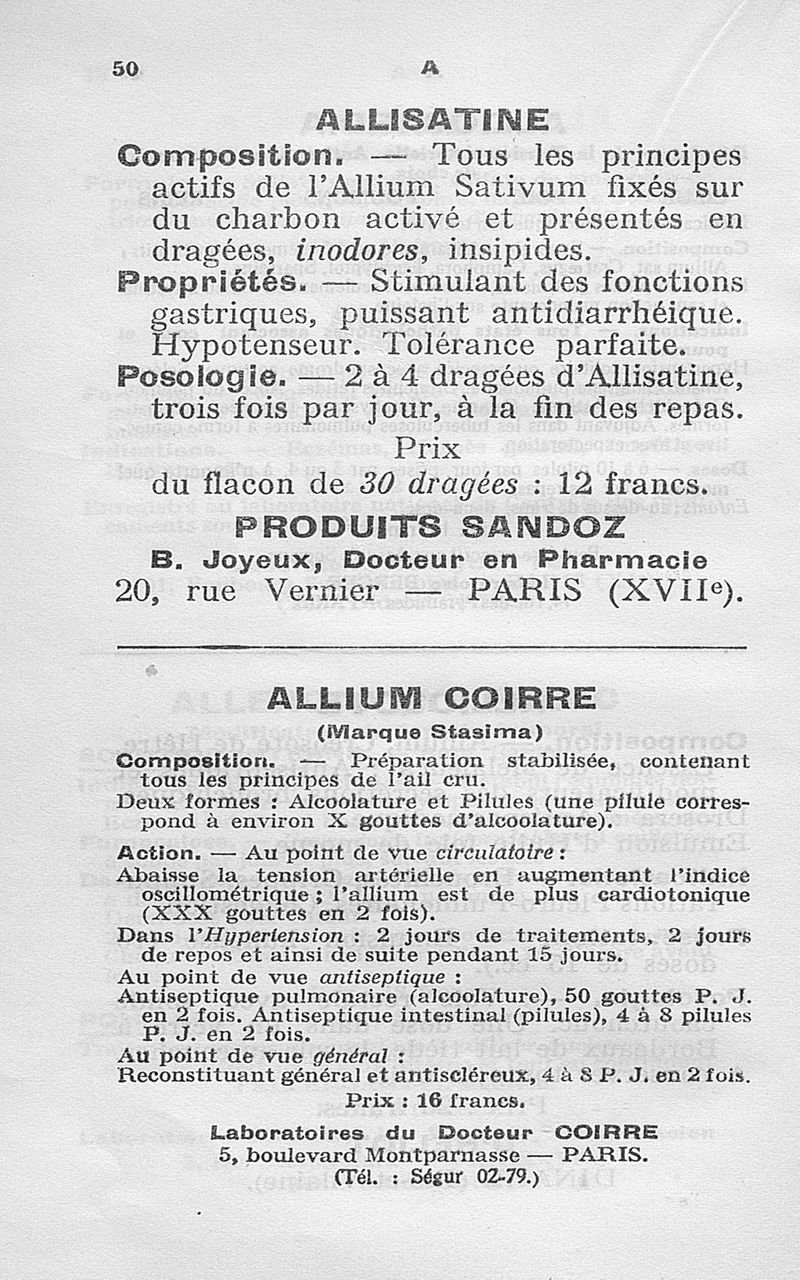 50
A
ALLISATINE
Composition. — Tous les principes
actifs de l'Allium Sativum fixés sur
du charbon activé et présentés en
dragées, inodores, insipides.
Propriétés. — Stimulant des fonctions
gastriques, puissant antidiarrhéique.
Hypotenseur. Tolérance parfaite.
Posologie. — 2 à 4 dragées d'Allisatine,
trois fois par jour, à la fin des repas.
Prix
du flacon de 30 dragées : 12 francs.
PRODUITS SANDOZ
B. Joyeux, Docteur en Pharmacie
20, rue Vernier — PARIS (XVIIe).
ALLIUM COIRRE
(Marque Stasima)
Composition. — Préparation stabilisée, contenant
tous les principes de l'ail cru.
Deux formes : Alcoolature et Pilules (une pilule corres-
pond à environ X gouttes d'alcoolature).
Action. — Au point de vue circulatoire :
Abaisse la tension artérielle en augmentant l'indice
oscillométrique ; l'allium est de plus cardiotonique
(XXX gouttes en 2 fois).
Dans l'Hypertension : 2 jours de traitements, 2 jours
de repos et ainsi de suite pendant 15 jours.
Au point de vue antiseptique :
Antiseptique pulmonaire (alcoolature), 50 gouttes P. J.
en 2 fois. Antiseptique intestinal (pilules), 4 à 8 pilules
P. J. en 2 fois.
Au point de vue général :
Reconstituant général et antiscléreux, 4 à 8 P. J. en 2 fois.
Prix : 16 francs.
Laboratoires du Docteur COIRRE
5, boulevard Montparnasse — PARIS.
(Tél. : Ségur 02-79.)